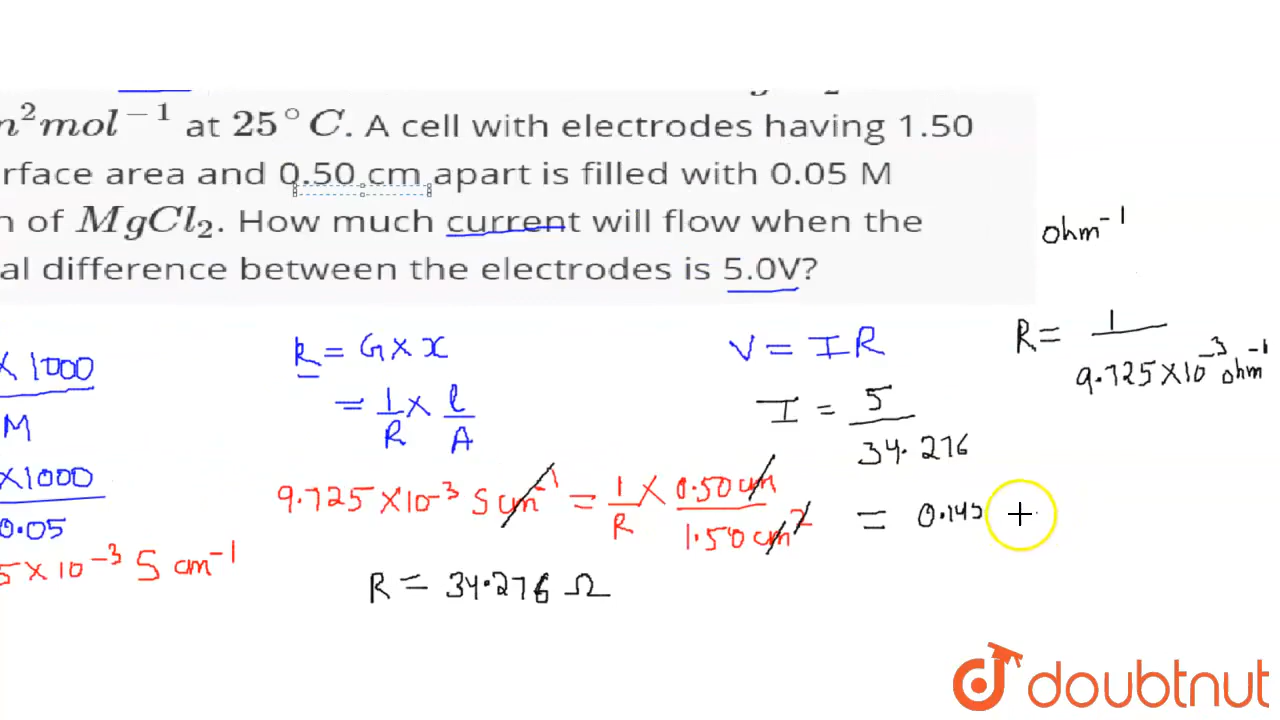 n²mol⁻¹ at 25°C. A cell with electrodes having 1.50
rface area and 0.50 cm apart is filled with 0.05 M
n of MgCl₂. How much current will flow when the
al difference between the electrodes is 5.0V?
ohm⁻¹
× 1000
M
× 1000
0.05
5 × 10⁻³ S cm⁻¹
k = G × x
= 1/R × l/A
9.725 × 10⁻³ S cm⁻¹ = 1/R × 0.50 cm / 1.50 cm²
R = 34.276 Ω
V = IR
I = 5 / 34.276
= 0.145
R = 1 / 9.725 × 10⁻³ ohm⁻¹
doubtnut